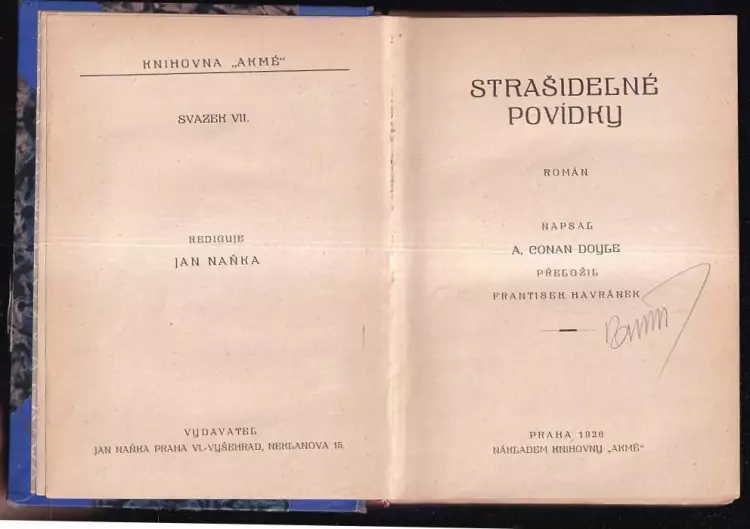 KNIHOVNA „AKMÉ“
SVAZEK VII.
REDIGUJE
JAN NAŇKA
VYDAVATEL
JAN NAŇKA PRAHA VI.-VYŠEHRAD, NEKLANOVA 15.
STRAŠIDELNÉ
POVÍDKY
ROMÁN
NAPSAL
A. CONAN DOYLE
PŘELOŽIL
FRANTISEK HAVRÁNEK
PRAHA 1926
NÁKLADEM KNIHOVNY „AKMÉ“